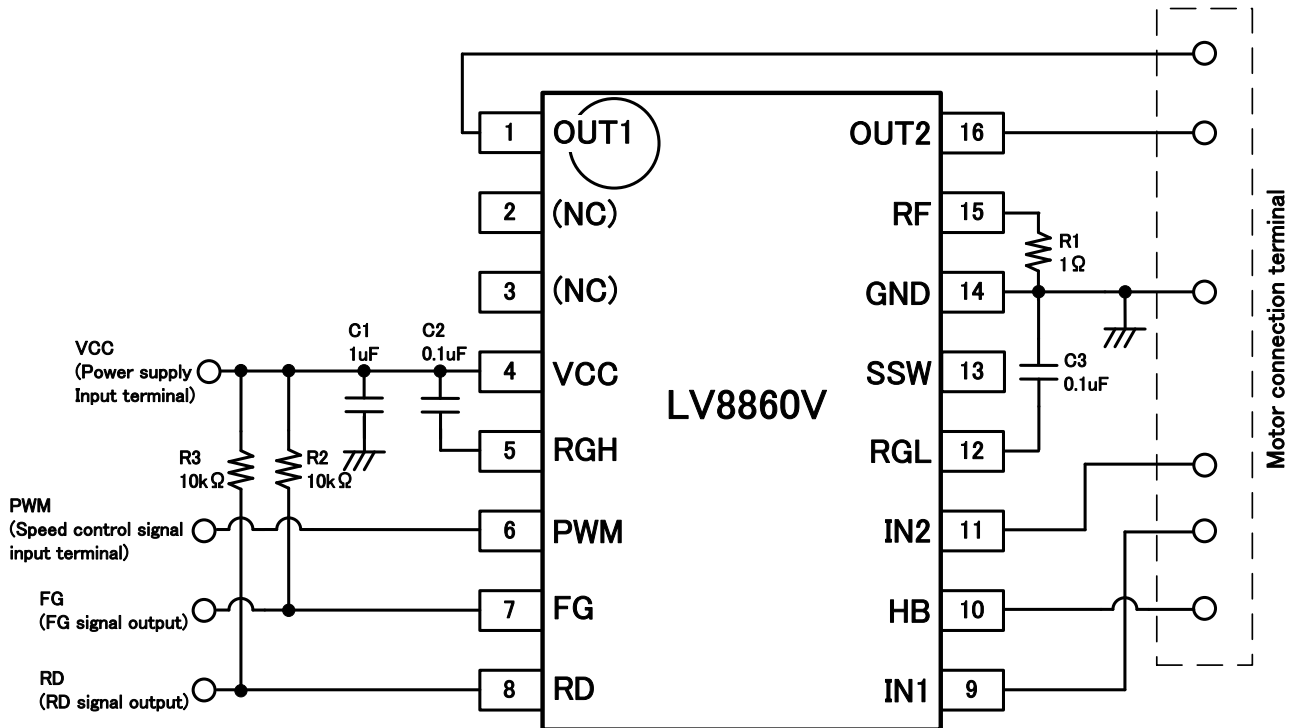 1
OUT1
OUT2
16
2
(NC)
RF
15
R1
1Ω
3
(NC)
GND
14
VCC
(Power supply
Input terminal)
C1
1uF
C2
0.1uF
4
VCC
SSW
13
C3
0.1uF
LV8860V
R3
10kΩ
R2
10kΩ
5
RGH
RGL
12
PWM
(Speed control signal
input terminal)
6
PWM
IN2
11
FG
(FG signal output)
7
FG
HB
10
RD
(RD signal output)
8
RD
IN1
9
Motor connection terminal